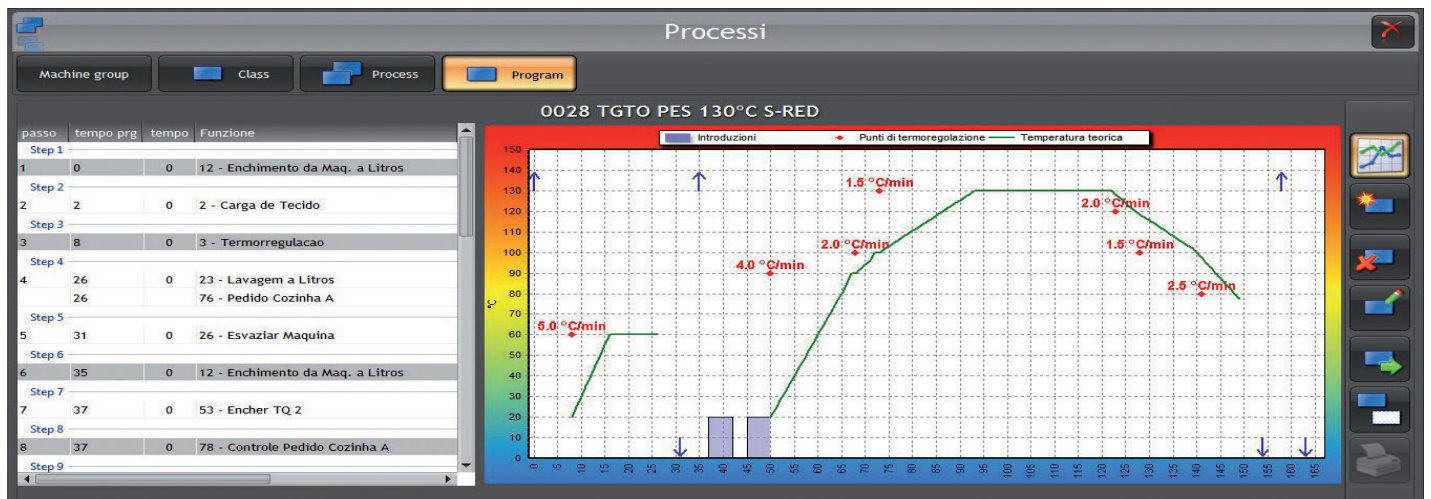 Processi
Machine group Class Process Program
0028 TGTO PES 130°C S-RED
passo tempo prg tempo Funzione
Step 1
1 0 0 12 - Enchimento da Maq. a Litros
Step 2
2 2 0 2 - Carga de Tecido
Step 3
3 8 0 3 - Termorregulacao
Step 4
4 26 0 23 - Lavagem a Litros
26 76 - Pedido Cozinha A
Step 5
5 31 0 26 - Esvaziar Maquina
Step 6
6 35 0 12 - Enchimento da Maq. a Litros
Step 7
7 37 0 53 - Encher TQ 2
Step 8
8 37 0 78 - Controle Pedido Cozinha A
Step 9
Introduzioni Punti di termoregolazione Temperatura teorica
150
140
130
120
110
100
90
80
70
60
50
40
30
20
10
0
°C
1.5 °C/min
2.0 °C/min
2.0 °C/min
1.5 °C/min
4.0 °C/min
2.5 °C/min
5.0 °C/min
0 5 10 15 20 25 30 35 40 45 50 55 60 65 70 75 80 85 90 95 100 105 110 115 120 125 130 135 140 145 150 155 160 165